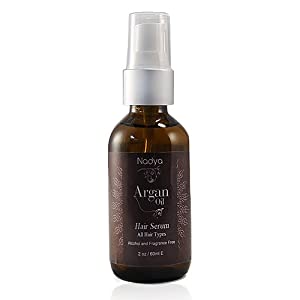 Nadya
Argan
Oil
Hair Serum
All Hair Types
Alcohol and Fragrance Free
2 oz / 60ml E